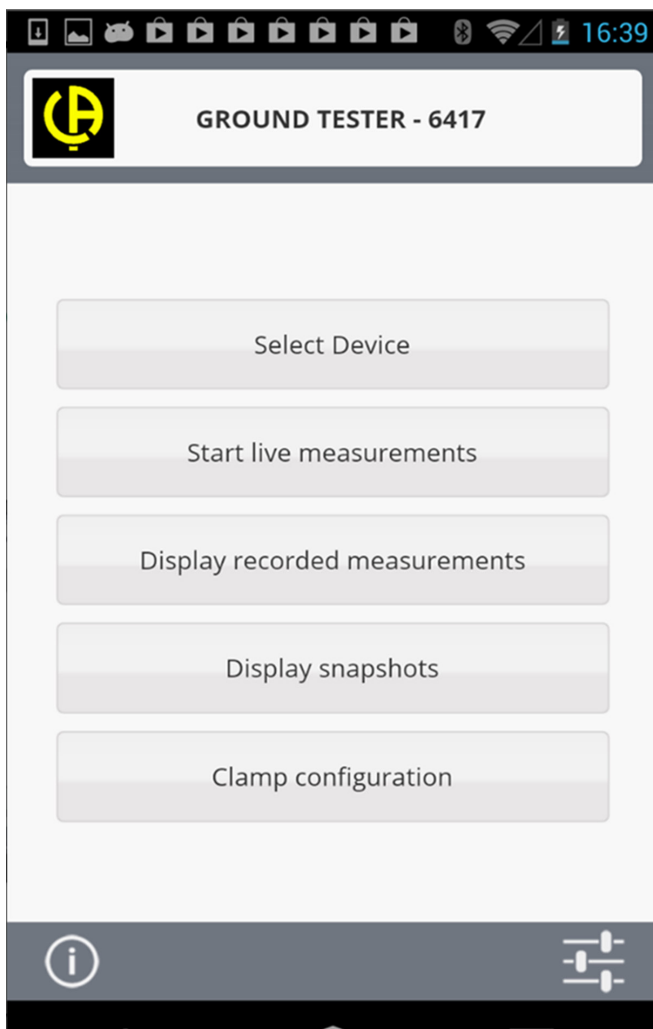 16:39
GROUND TESTER - 6417
Select Device
Start live measurements
Display recorded measurements
Display snapshots
Clamp configuration